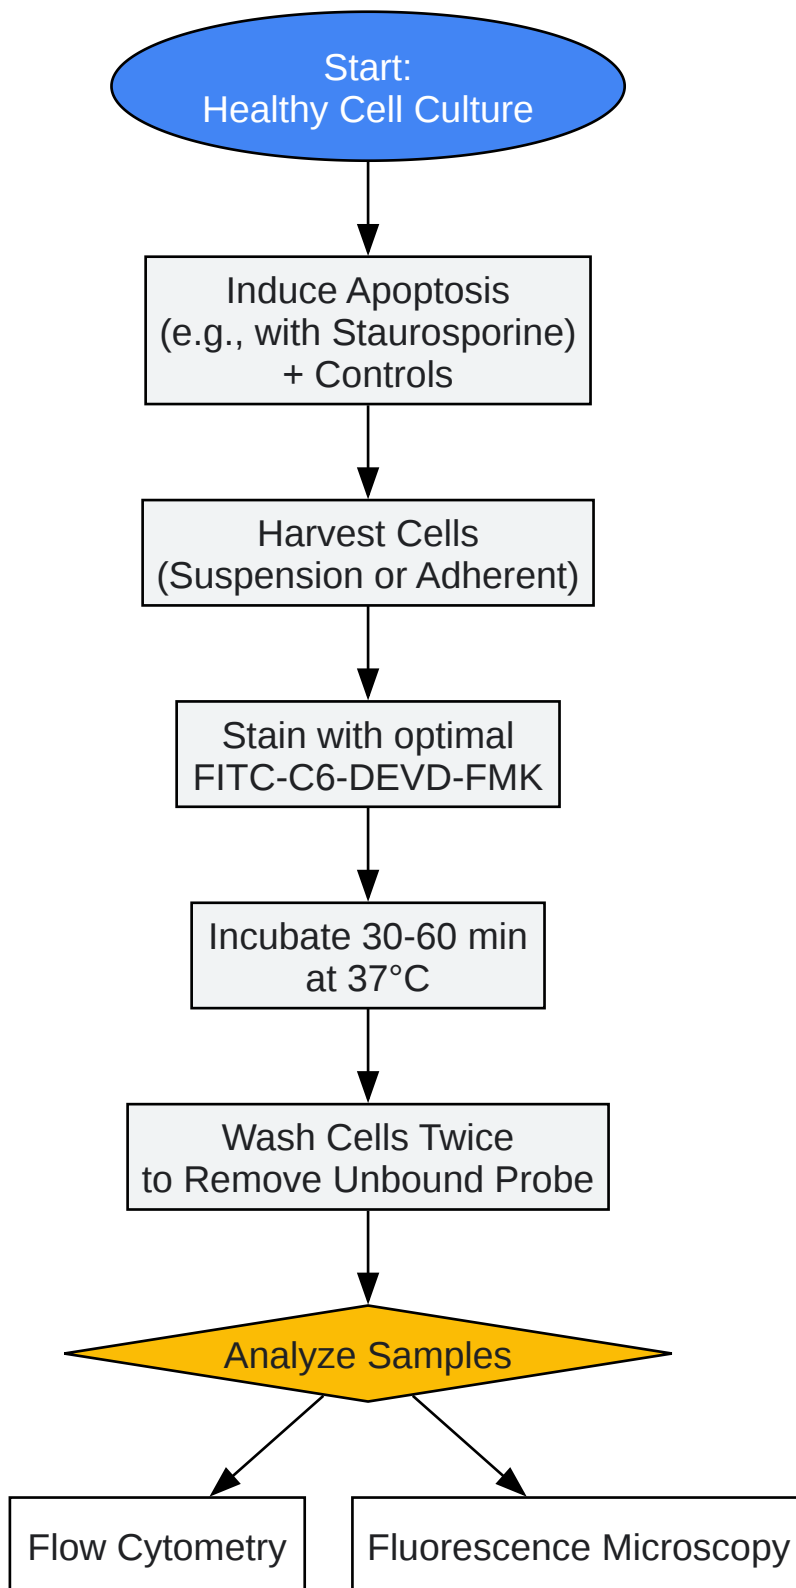 Start:
Healthy Cell Culture
Induce Apoptosis
(e.g., with Staurosporine)
+ Controls
Harvest Cells
(Suspension or Adherent)
Stain with optimal
FITC-C6-DEVD-FMK
Incubate 30-60 min
at 37°C
Wash Cells Twice
to Remove Unbound Probe
Analyze Samples
Flow Cytometry
Fluorescence Microscopy